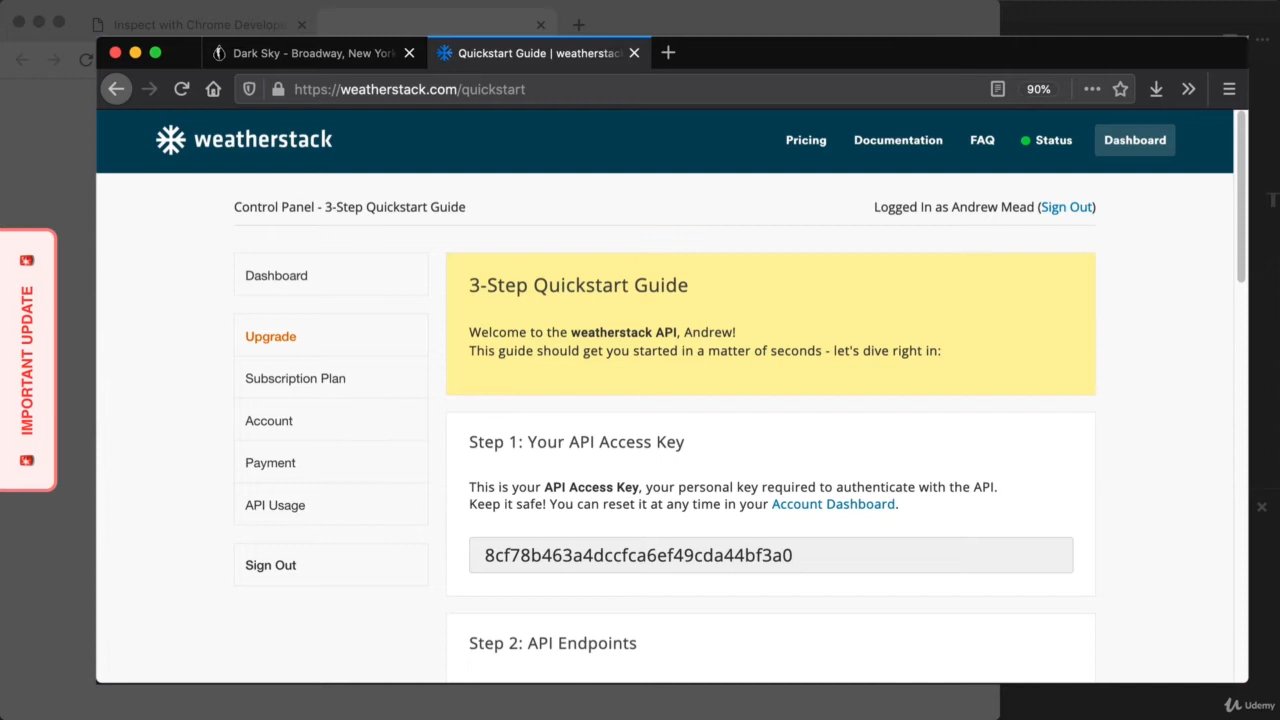 Inspect with Chrome Develope
Dark Sky - Broadway, New York
Quickstart Guide | weatherstac
https://weatherstack.com/quickstart
90%
weatherstack
Pricing
Documentation
FAQ
Status
Dashboard
Control Panel - 3-Step Quickstart Guide
Logged In as Andrew Mead (Sign Out)
IMPORTANT UPDATE
Dashboard
Upgrade
Subscription Plan
Account
Payment
API Usage
Sign Out
3-Step Quickstart Guide
Welcome to the weatherstack API, Andrew!
This guide should get you started in a matter of seconds - let's dive right in:
Step 1: Your API Access Key
This is your API Access Key, your personal key required to authenticate with the API.
Keep it safe! You can reset it at any time in your Account Dashboard.
8cf78b463a4dccfca6ef49cda44bf3a0
Step 2: API Endpoints
Udemy